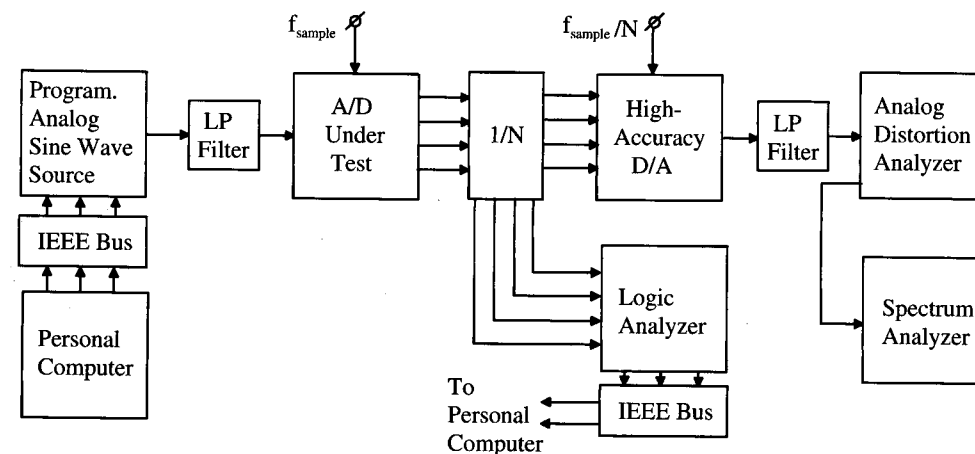 f_sample
f_sample/N
Program.
Analog
Sine Wave
Source
LP
Filter
A/D
Under
Test
1/N
High-
Accuracy
D/A
LP
Filter
Analog
Distortion
Analyzer
IEEE Bus
Personal
Computer
Logic
Analyzer
Spectrum
Analyzer
IEEE Bus
To
Personal
Computer